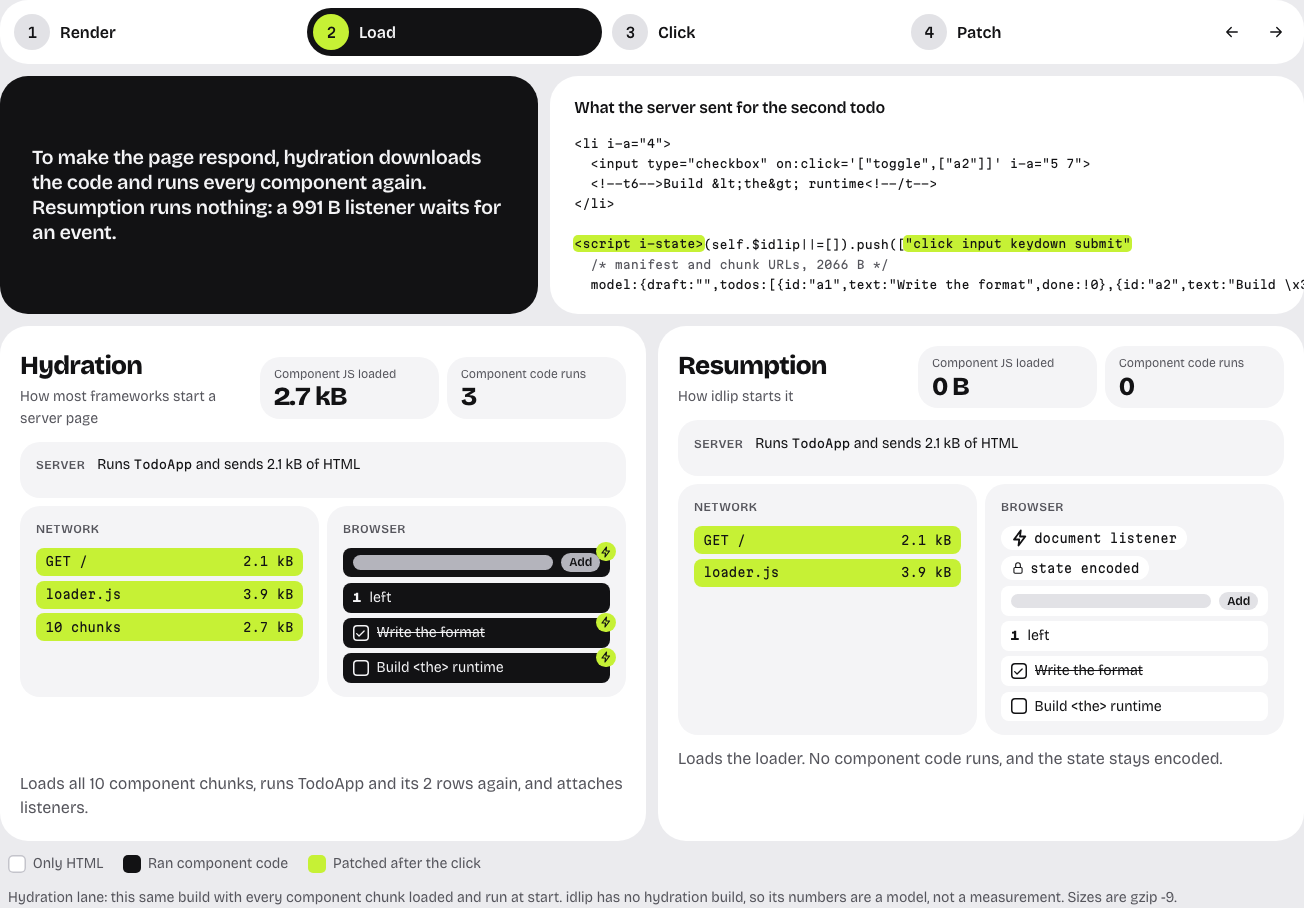 1 Render
2 Load
3 Click
4 Patch
← →
To make the page respond, hydration downloads
the code and runs every component again.
Resumption runs nothing: a 991 B listener waits for
an event.
What the server sent for the second todo
<li i-a="4">
  <input type="checkbox" on:click='["toggle",["a2"]]' i-a="5 7">
  <!--t6-->Build &lt;the&gt; runtime<!--/t-->
</li>
<script i-state>(self.$idlip||=[]).push(["click input keydown submit"
  /* manifest and chunk URLs, 2066 B */
  model:{draft:"",todos:[{id:"a1",text:"Write the format",done:!0},{id:"a2",text:"Build \x3
Hydration
How most frameworks start a
server page
Component JS loaded
2.7 kB
Component code runs
3
SERVER Runs TodoApp and sends 2.1 kB of HTML
NETWORK
GET / 2.1 kB
loader.js 3.9 kB
10 chunks 2.7 kB
BROWSER
Add
1 left
Write the format
Build <the> runtime
Loads all 10 component chunks, runs TodoApp and its 2 rows again, and attaches
listeners.
Resumption
How idlip starts it
Component JS loaded
0 B
Component code runs
0
SERVER Runs TodoApp and sends 2.1 kB of HTML
NETWORK
GET / 2.1 kB
loader.js 3.9 kB
BROWSER
document listener
state encoded
Add
1 left
Write the format
Build <the> runtime
Loads the loader. No component code runs, and the state stays encoded.
Only HTML
Ran component code
Patched after the click
Hydration lane: this same build with every component chunk loaded and run at start. idlip has no hydration build, so its numbers are a model, not a measurement. Sizes are gzip -9.